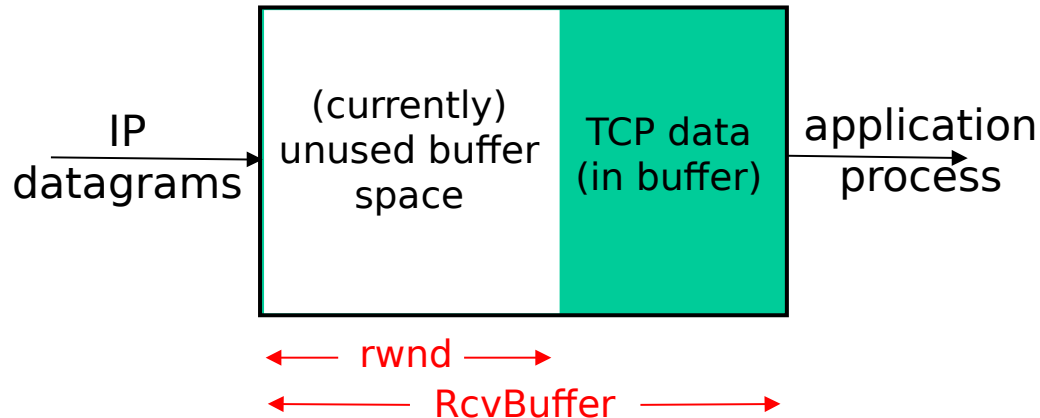 IP
datagrams
(currently)
unused buffer
space
TCP data
(in buffer)
application
process
rwnd
RcvBuffer